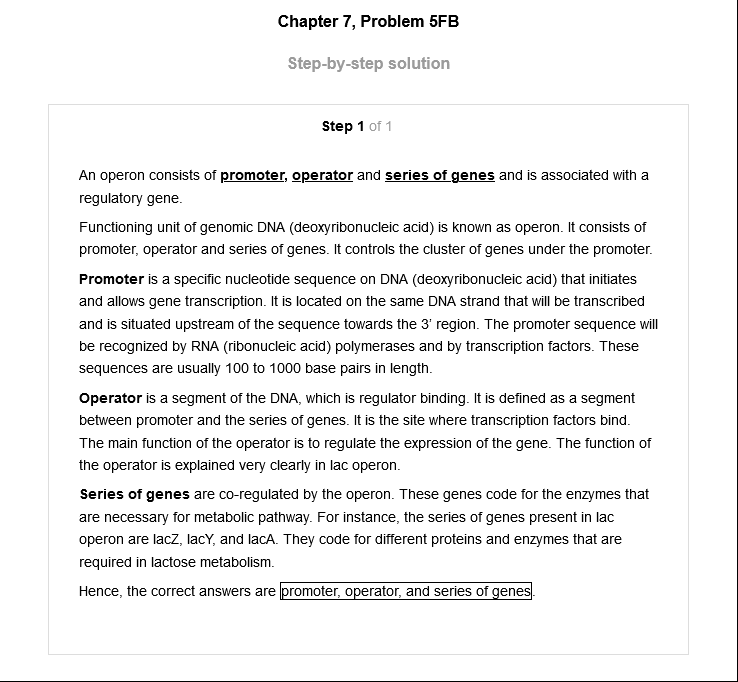 Chapter 7, Problem 5FB
Step-by-step solution
Step 1 of 1
An operon consists of promoter, operator and series of genes and is associated with a
regulatory gene.
Functioning unit of genomic DNA (deoxyribonucleic acid) is known as operon. It consists of
promoter, operator and series of genes. It controls the cluster of genes under the promoter.
Promoter is a specific nucleotide sequence on DNA (deoxyribonucleic acid) that initiates
and allows gene transcription. It is located on the same DNA strand that will be transcribed
and is situated upstream of the sequence towards the 3’ region. The promoter sequence will
be recognized by RNA (ribonucleic acid) polymerases and by transcription factors. These
sequences are usually 100 to 1000 base pairs in length.
Operator is a segment of the DNA, which is regulator binding. It is defined as a segment
between promoter and the series of genes. It is the site where transcription factors bind.
The main function of the operator is to regulate the expression of the gene. The function of
the operator is explained very clearly in lac operon.
Series of genes are co-regulated by the operon. These genes code for the enzymes that
are necessary for metabolic pathway. For instance, the series of genes present in lac
operon are lacZ, lacY, and lacA. They code for different proteins and enzymes that are
required in lactose metabolism.
Hence, the correct answers are promoter, operator, and series of genes.